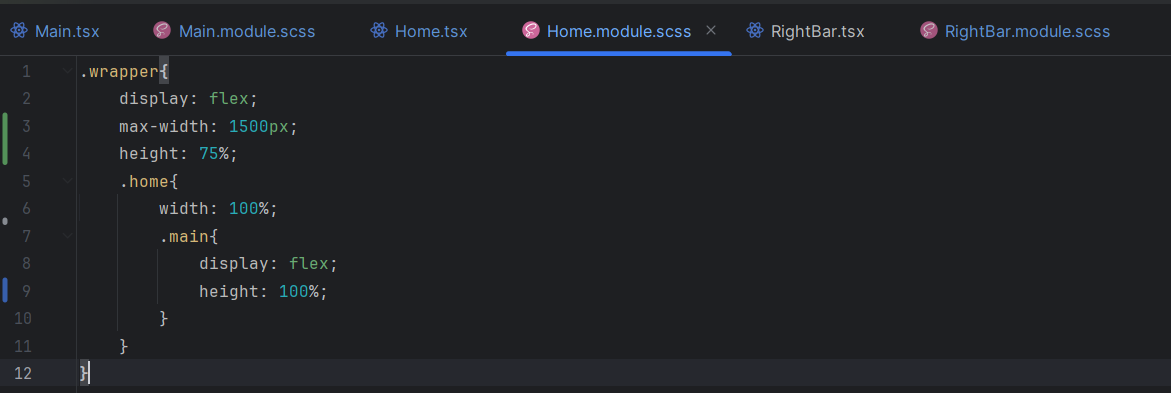 Main.tsx Main.module.scss Home.tsx Home.module.scss RightBar.tsx RightBar.module.scss
1 .wrapper{
2 display: flex;
3 max-width: 1500px;
4 height: 75%;
5 .home{
6 width: 100%;
7 .main{
8 display: flex;
9 height: 100%;
10 }
11 }
12 }